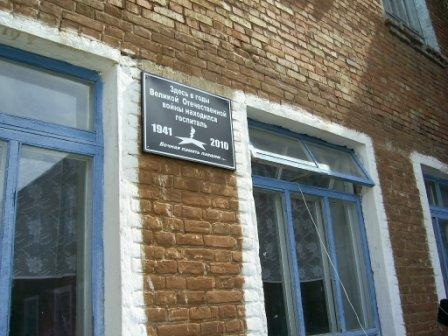 Здесь в годы
Великой Отечественной
войны находился
госпиталь
1941 2010
Вечная память павшим ...